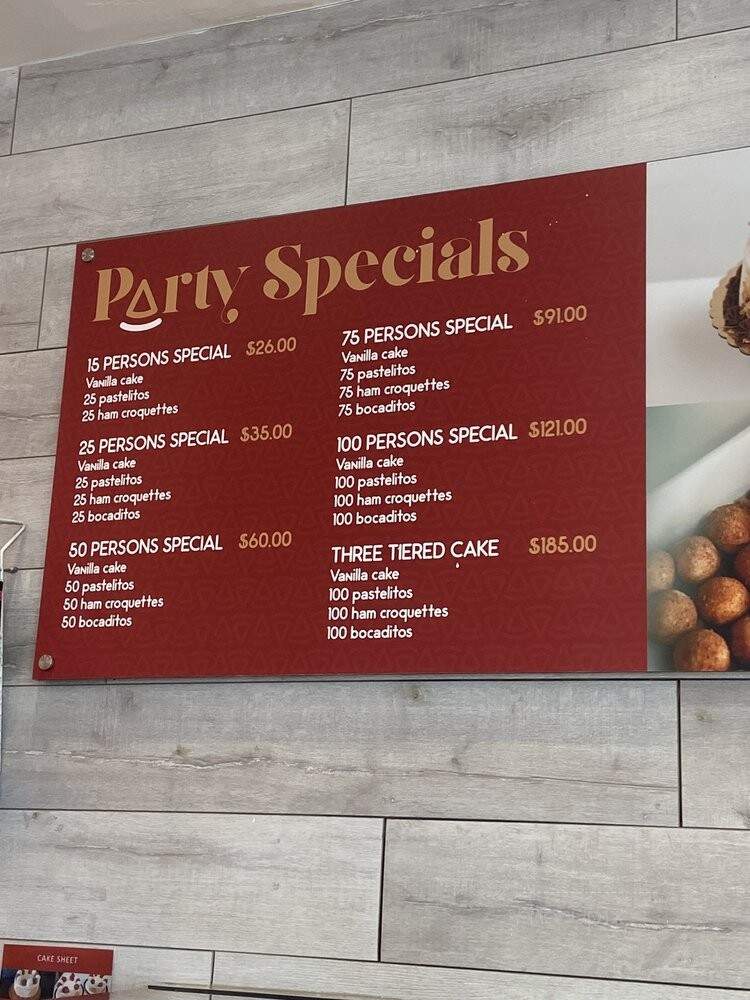 Party Specials
15 PERSONS SPECIAL $26.00
Vanilla cake
25 pastelitos
25 ham croquettes
25 PERSONS SPECIAL $35.00
Vanilla cake
25 pastelitos
25 ham croquettes
25 bocaditos
50 PERSONS SPECIAL $60.00
Vanilla cake
50 pastelitos
50 ham croquettes
50 bocaditos
75 PERSONS SPECIAL $91.00
Vanilla cake
75 pastelitos
75 ham croquettes
75 bocaditos
100 PERSONS SPECIAL $121.00
Vanilla cake
100 pastelitos
100 ham croquettes
100 bocaditos
THREE TIERED CAKE $185.00
Vanilla cake
100 pastelitos
100 ham croquettes
100 bocaditos
CAKE SHEET